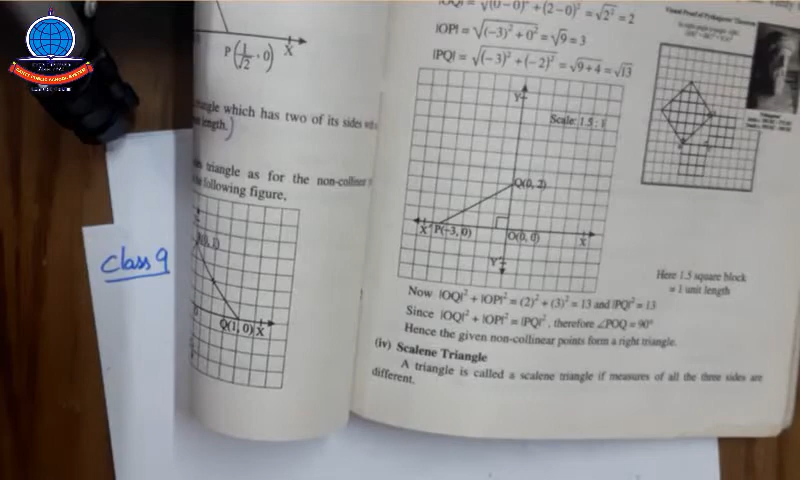 P(1/√2, 0)
X
angle which has two of its sides
length.)
triangle as for the non-collinear
following figure.
Q(1, 0) X
Class 9
|OQ|= √(0−0)² + (2−0)² = √2² = 2
|OP| = √(−3)² + 0² = √9 = 3
|PQ| = √(−3)² + (−2)² = √9+4 = √13
Visual Proof of Pythagoras' Theorem
Y
Scale: 1.5 : 1
Q(0, 2)
X' P(−3, 0) O(0, 0) X
Y'
Here 1.5 square block
= 1 unit length
Now |OQ|² + |OP|² = (2)² + (3)² = 13 and |PQ|² = 13
Since |OQ|² + |OP|² = |PQ|², therefore ∠POQ = 90°
Hence the given non-collinear points form a right triangle.
(iv) Scalene Triangle
A triangle is called a scalene triangle if measures of all the three sides are
different.